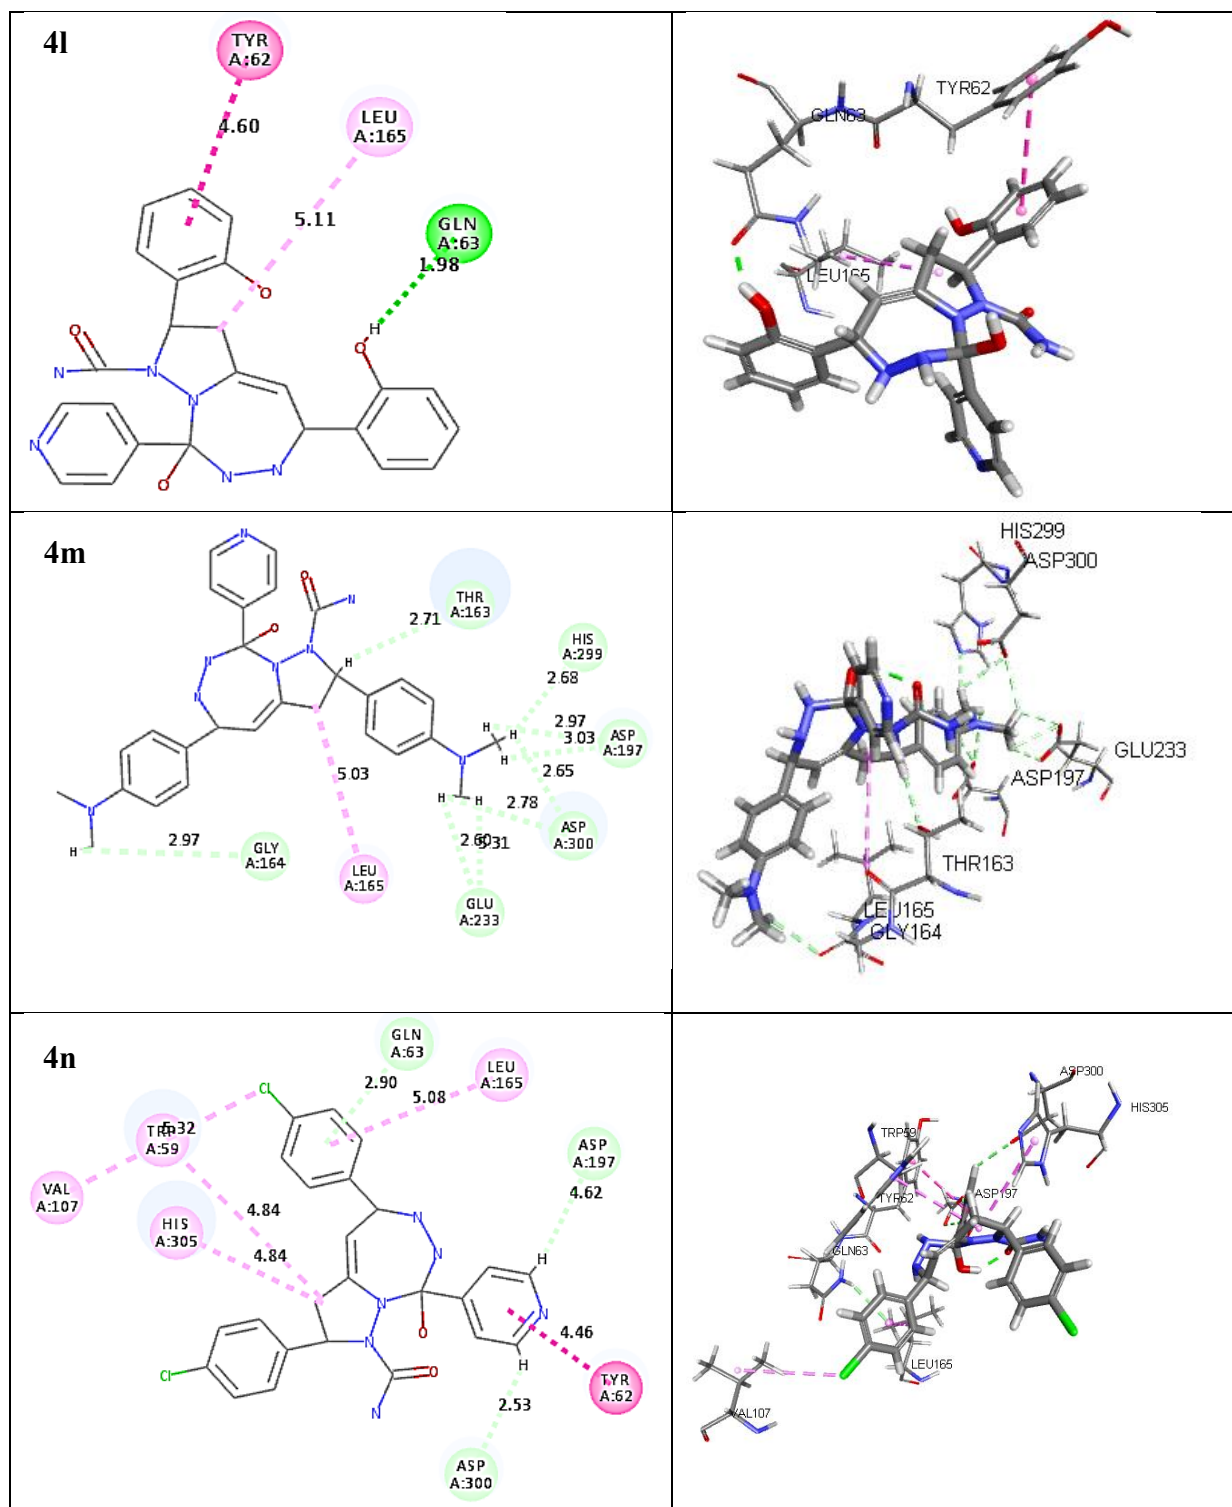 4l
TYR
A:62
4.60
LEU
A:165
5.11
GLN
A:63
1.98
O
H
O
O
N
N
N
N
N
N
O
TYR62
GLN63
LEU165
4m
N
O
N
THR
A:163
2.71
H
O
N
N
N
N
N
HIS
A:299
2.68
H
H
H
2.97
3.03
ASP
A:197
2.65
N
H
H
2.78
ASP
A:300
5.03
N
H
2.97
GLY
A:164
LEU
A:165
GLU
A:233
HIS299
ASP300
GLU233
ASP197
THR163
LEU165
GLY164
4n
GLN
A:63
2.90
LEU
A:165
5.08
Cl
5.32
TRP
A:59
VAL
A:107
HIS
A:305
4.84
4.84
ASP
A:197
4.62
N
N
H
N
N
N
O
H
4.46
TYR
A:62
Cl
O
N
2.53
ASP
A:300
ASP300
HIS305
TRP59
TYR62
ASP197
GLN63
LEU165
VAL107